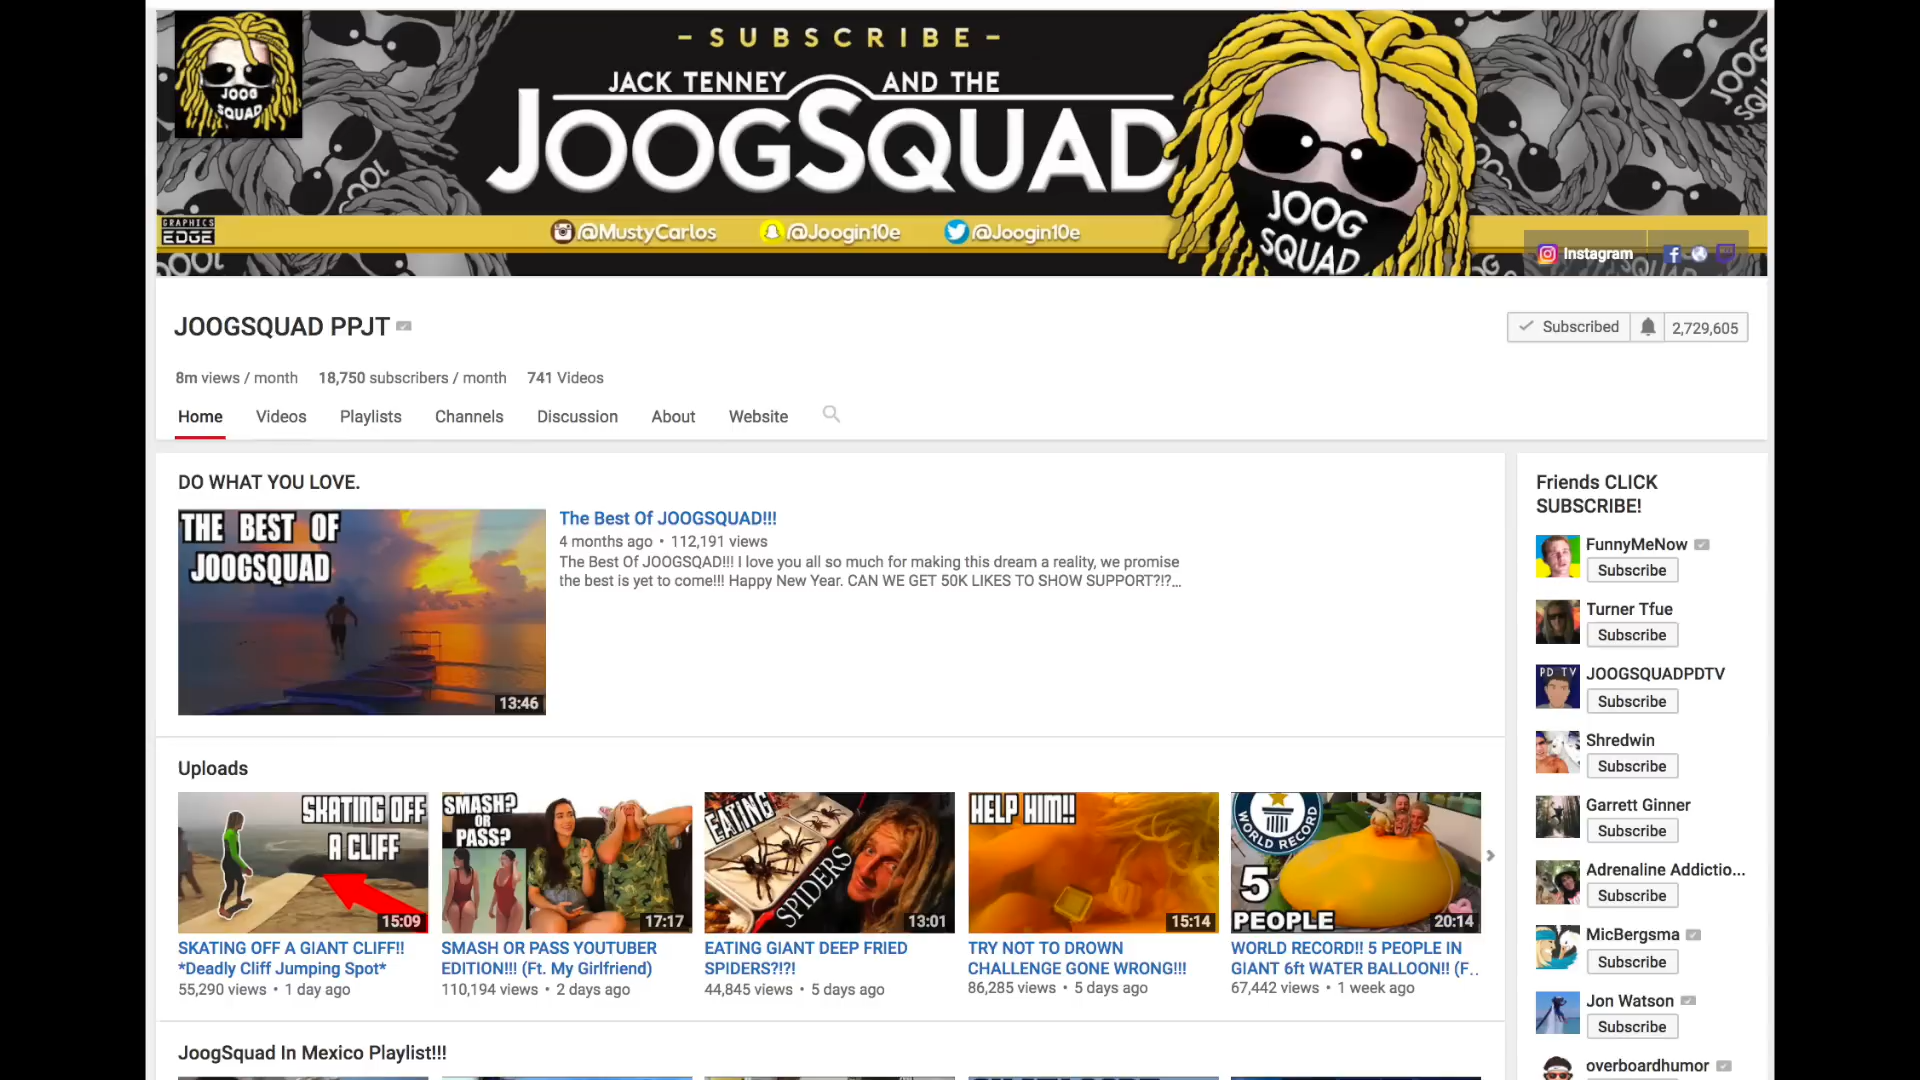 - SUBSCRIBE -
JACK TENNEY AND THE
JOOGSQUAD
JOOG
SQUAD
JOOG
SQUAD
GRAPHICS
EDGE
@MustyCarlos @Joogin10e @Joogin10e
Instagram
JOOGSQUAD PPJT
Subscribed 2,729,605
8m views / month 18,750 subscribers / month 741 Videos
Home Videos Playlists Channels Discussion About Website
DO WHAT YOU LOVE.
THE BEST OF
JOOGSQUAD
13:46
The Best Of JOOGSQUAD!!!
4 months ago • 112,191 views
The Best Of JOOGSQAD!!! I love you all so much for making this dream a reality, we promise
the best is yet to come!!! Happy New Year. CAN WE GET 50K LIKES TO SHOW SUPPORT?!?...
Uploads
SKATING OFF
A CLIFF
15:09
SKATING OFF A GIANT CLIFF!!
*Deadly Cliff Jumping Spot*
55,290 views • 1 day ago
SMASH?
OR
PASS?
17:17
SMASH OR PASS YOUTUBER
EDITION!!! (Ft. My Girlfriend)
110,194 views • 2 days ago
EATING
SPIDERS
13:01
EATING GIANT DEEP FRIED
SPIDERS?!?!
44,845 views • 5 days ago
HELP HIM!!
15:14
TRY NOT TO DROWN
CHALLENGE GONE WRONG!!!
86,285 views • 5 days ago
WORLD RECORD
5
PEOPLE
20:14
WORLD RECORD!! 5 PEOPLE IN
GIANT 6ft WATER BALLOON!! (F...
67,442 views • 1 week ago
JoogSquad In Mexico Playlist!!!
Friends CLICK
SUBSCRIBE!
FunnyMeNow
Subscribe
Turner Tfue
Subscribe
PD TV
JOOGSQUADPDTV
Subscribe
Shredwin
Subscribe
Garrett Ginner
Subscribe
Adrenaline Addictio...
Subscribe
MicBergsma
Subscribe
Jon Watson
Subscribe
overboardhumor